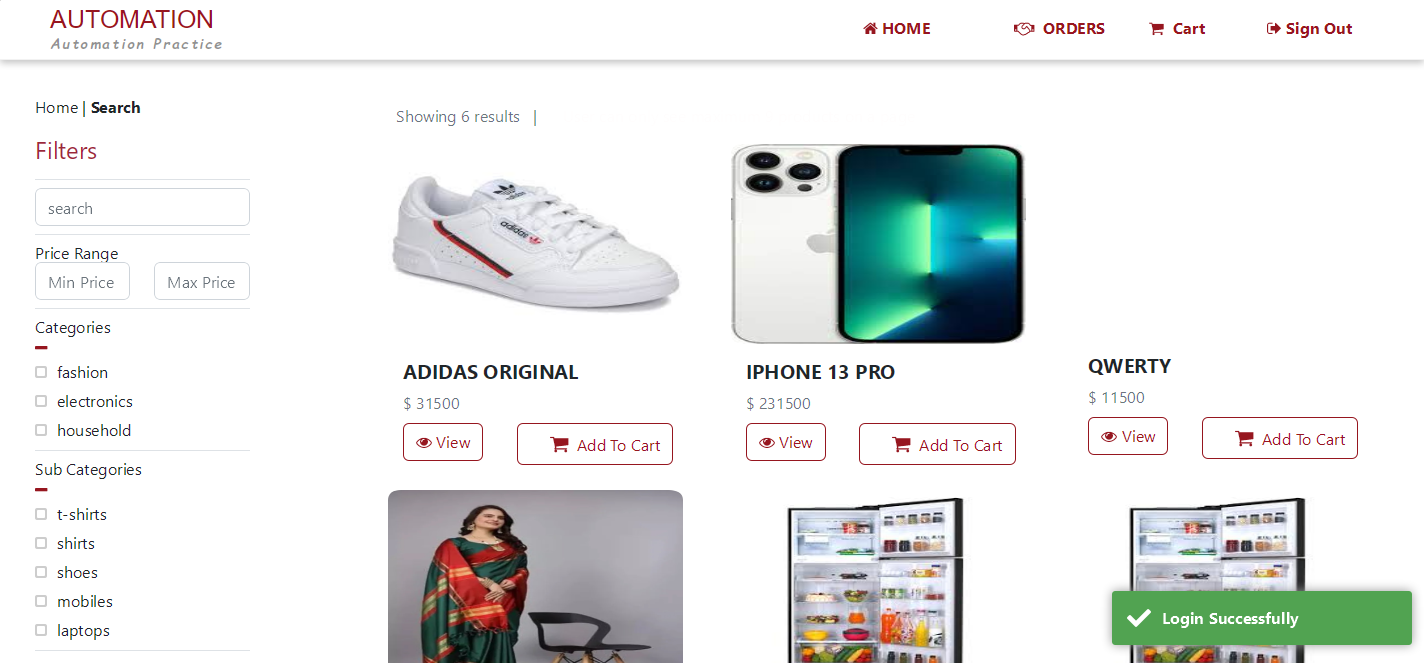 AUTOMATION
Automation Practice
HOME
ORDERS
Cart
Sign Out
Home | Search
Filters
search
Price Range
Min Price
Max Price
Categories
fashion
electronics
household
Sub Categories
t-shirts
shirts
shoes
mobiles
laptops
Showing 6 results |
adidas
ADIDAS ORIGINAL
$ 31500
View
Add To Cart
IPHONE 13 PRO
$ 231500
View
Add To Cart
QWERTY
$ 11500
View
Add To Cart
Login Successfully